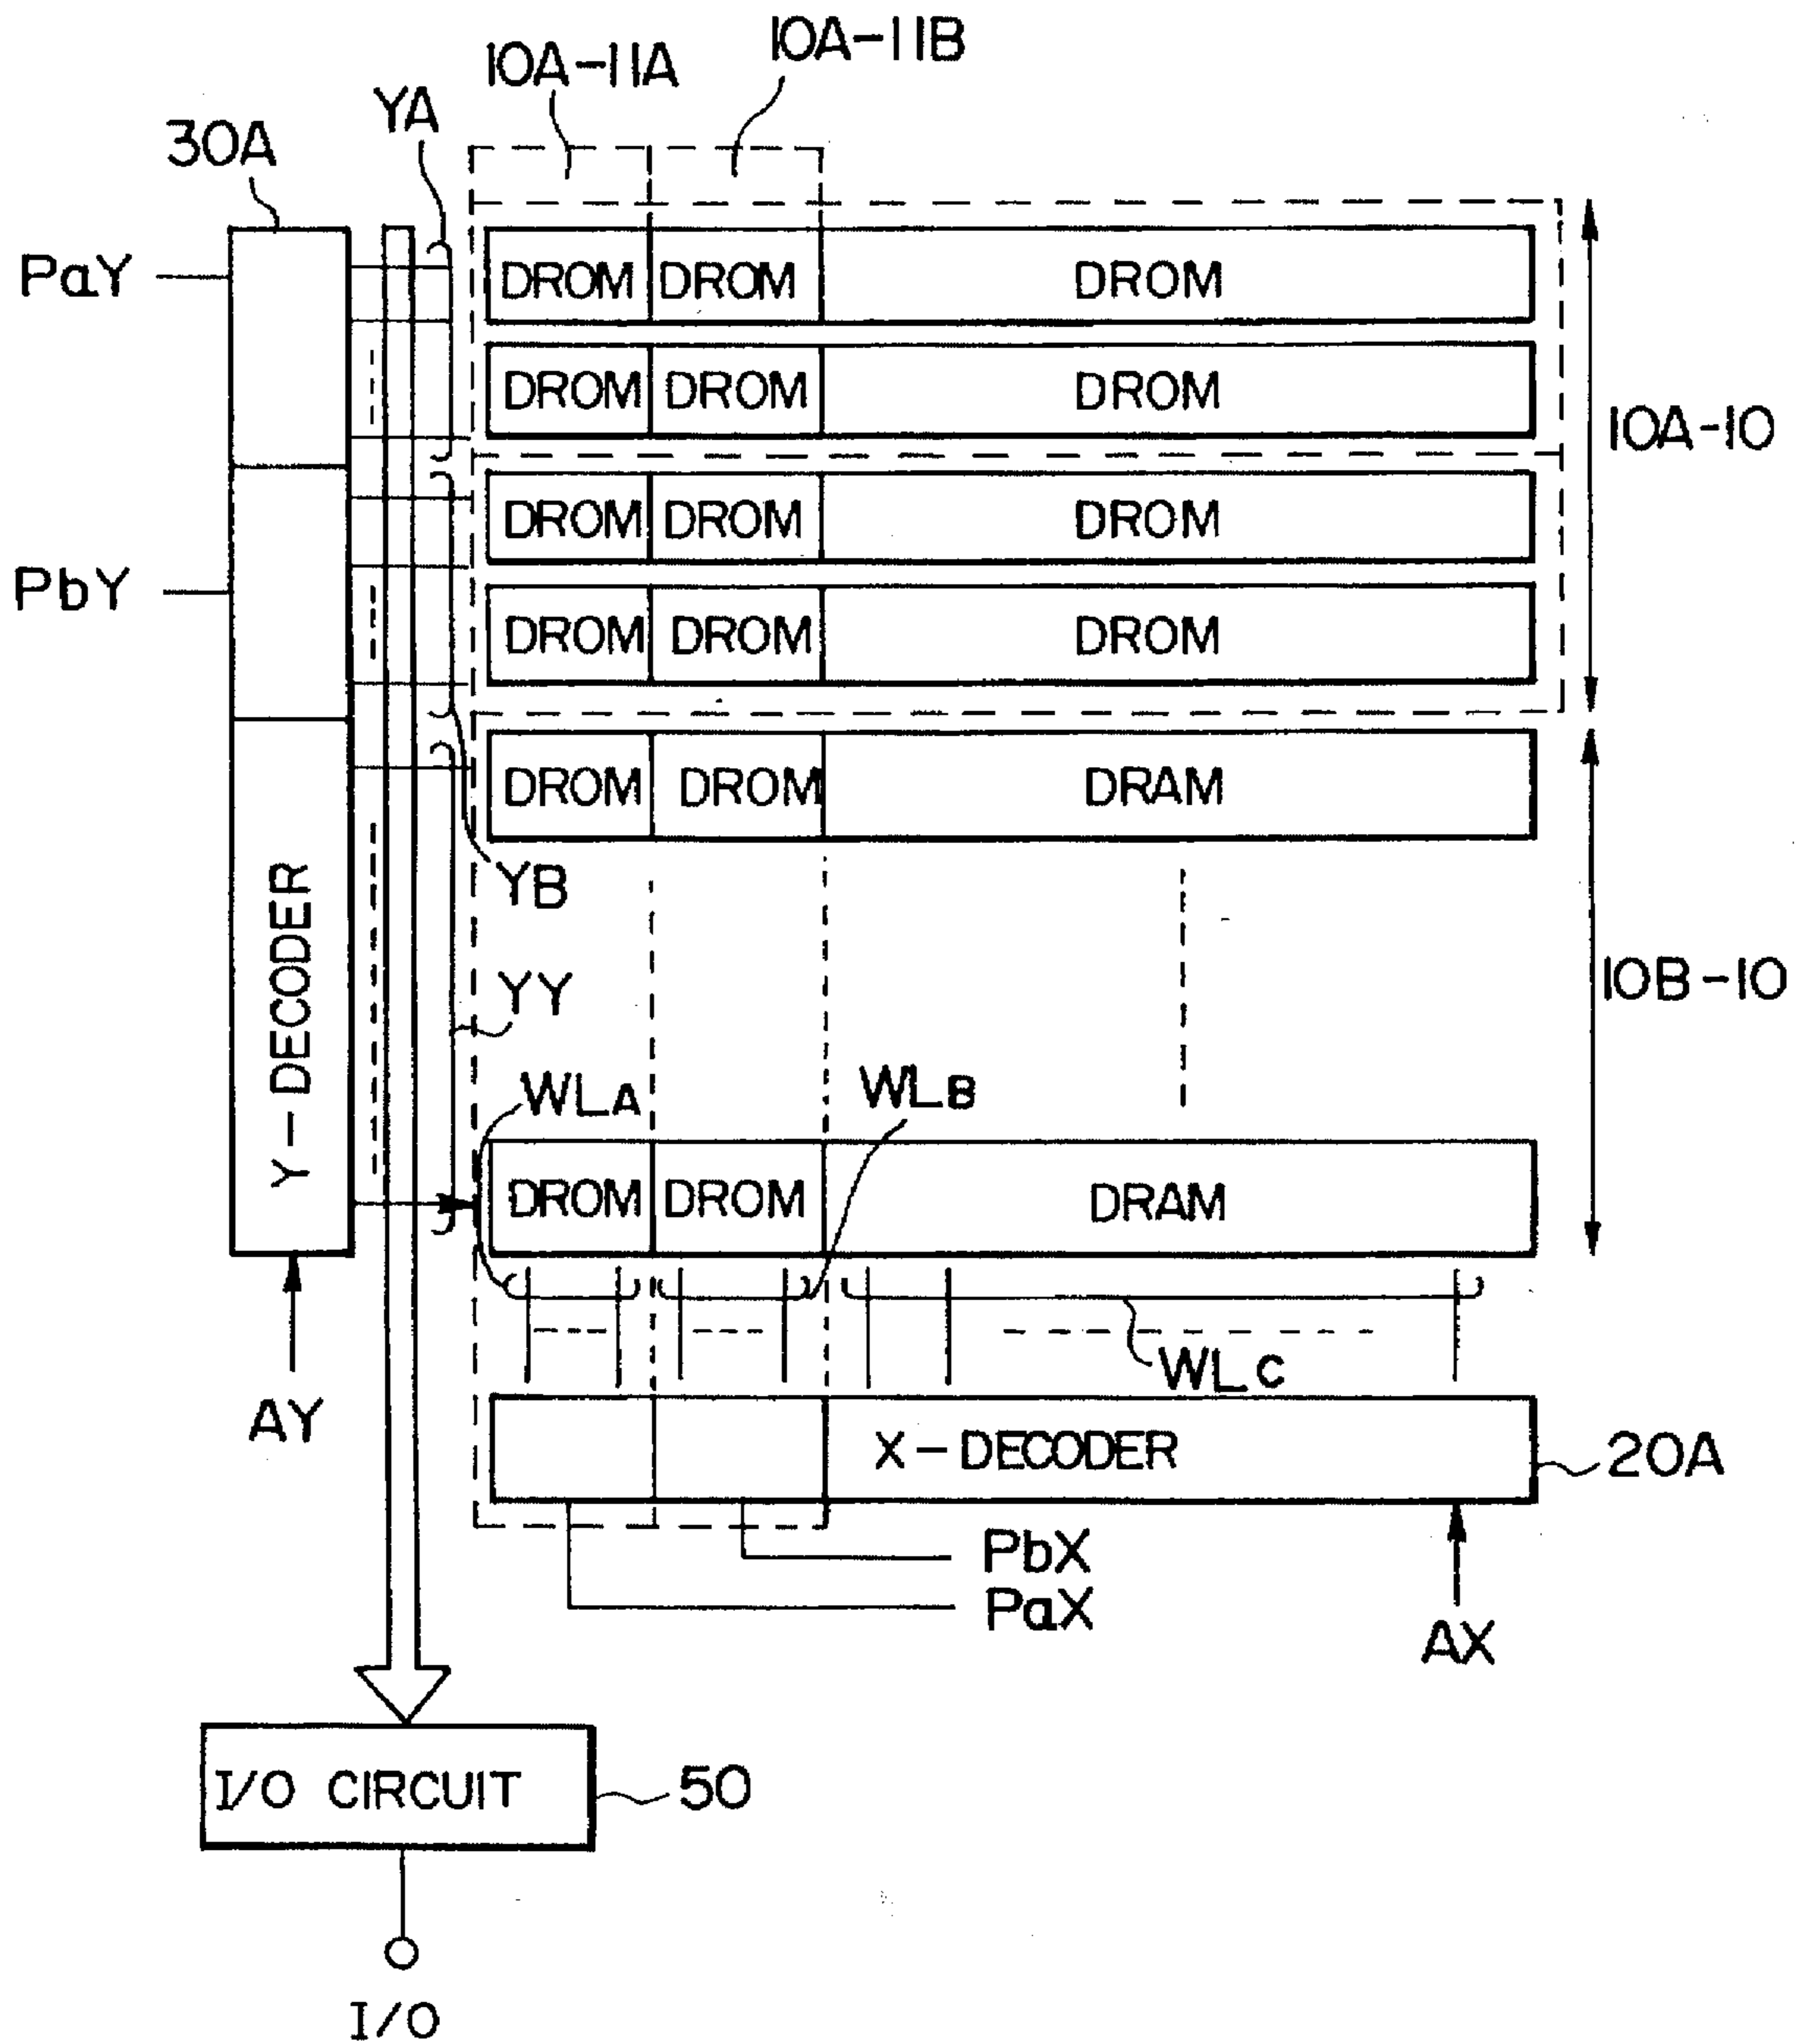 10A-11B
10A-11A
YA
30A
PaY
DROM DROM DROM
DROM DROM DROM
10A-10
DROM DROM DROM
PbY
DROM DROM DROM
DROM DROM DRAM
YB
Y-DECODER
YY
10B-10
WLA
WLB
DROM DROM DRAM
WLC
AY
X-DECODER
20A
PbX
PaX
AX
I/O CIRCUIT
50
I/O